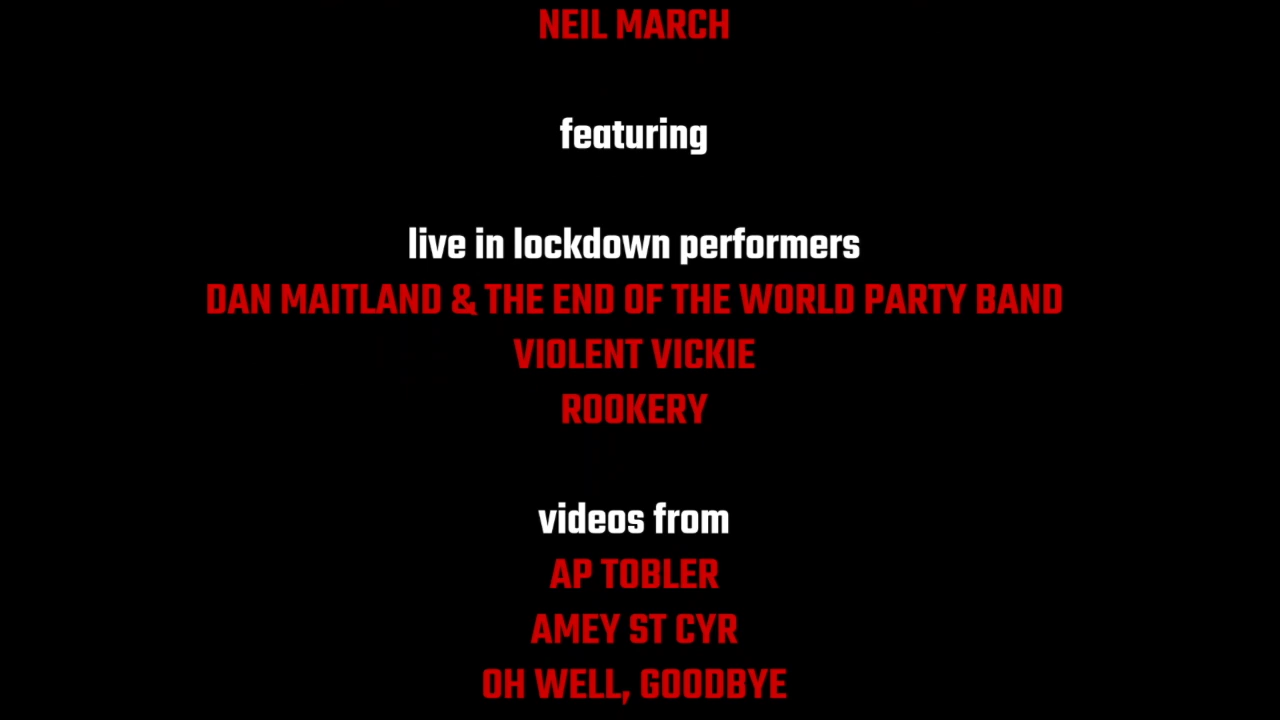 NEIL MARCH
featuring
live in lockdown performers
DAN MAITLAND & THE END OF THE WORLD PARTY BAND
VIOLENT VICKIE
ROOKERY
videos from
AP TOBLER
AMEY ST CYR
OH WELL, GOODBYE